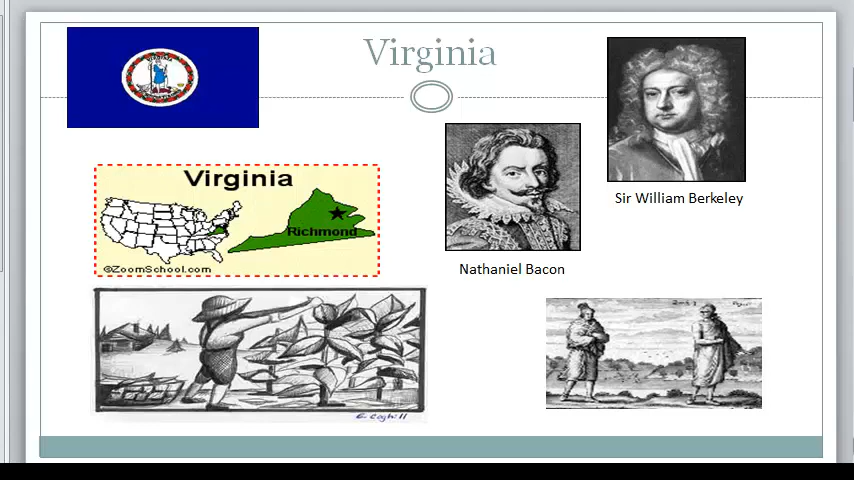 Virginia
Sir William Berkeley
Virginia
Richmond
©ZoomSchool.com
Nathaniel Bacon